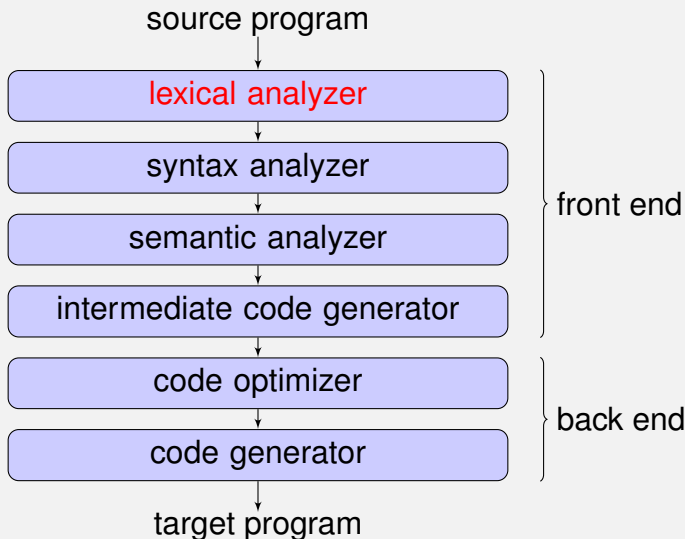 source program
lexical analyzer
syntax analyzer
semantic analyzer
intermediate code generator
front end
code optimizer
code generator
back end
target program